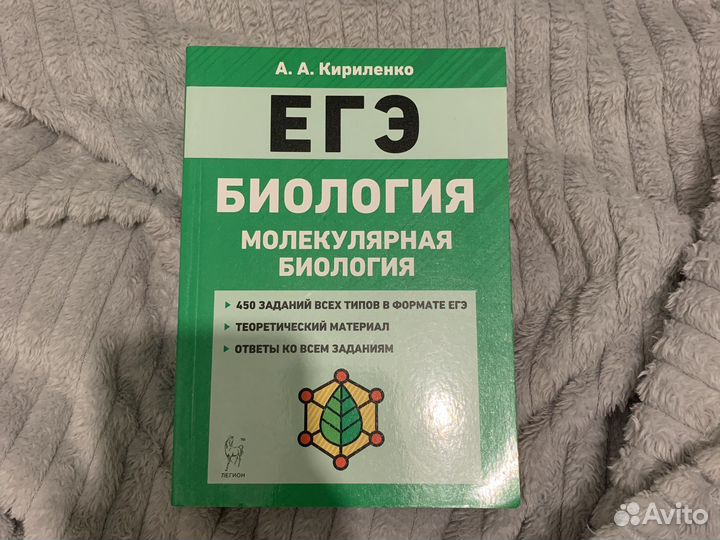 А. А. Кириленко
ЕГЭ
БИОЛОГИЯ
МОЛЕКУЛЯРНАЯ
БИОЛОГИЯ
450 ЗАДАНИЙ ВСЕХ ТИПОВ В ФОРМАТЕ ЕГЭ
ТЕОРЕТИЧЕСКИЙ МАТЕРИАЛ
ОТВЕТЫ КО ВСЕМ ЗАДАНИЯМ
ЛЕГИОН
Avito